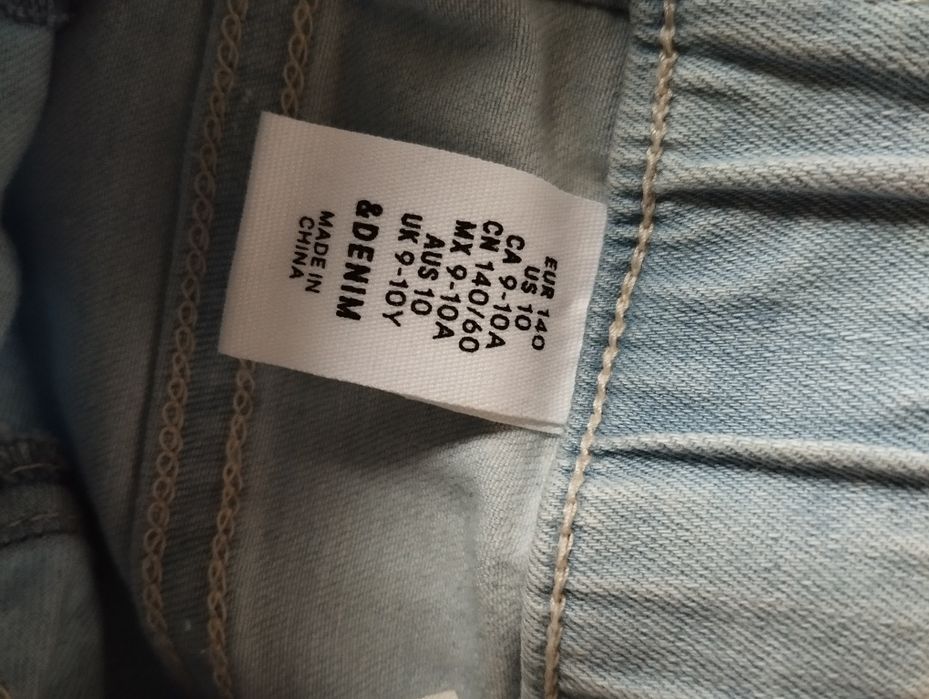 EUR 140
US 10
CA 9-10A
CN 140/60
MX 9-10A
AUS 10
UK 9-10Y
&DENIM
MADE IN
CHINA